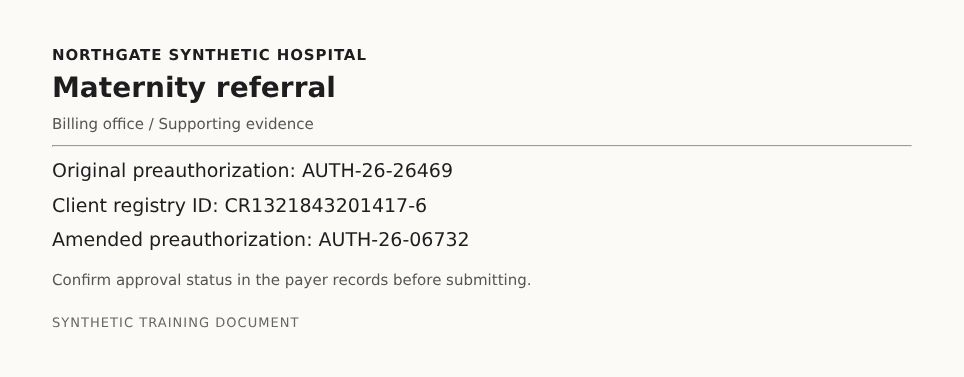 NORTHGATE SYNTHETIC HOSPITAL
Maternity referral
Billing office / Supporting evidence
Original preauthorization: AUTH-26-26469
Client registry ID: CR1321843201417-6
Amended preauthorization: AUTH-26-06732
Confirm approval status in the payer records before submitting.
SYNTHETIC TRAINING DOCUMENT